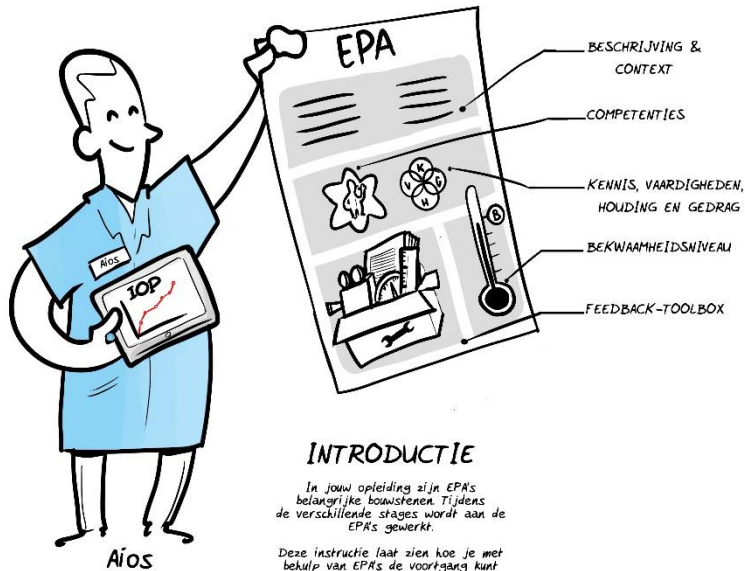 EPA
BESCHRIJVING &
CONTEXT
COMPETENTIES
KENNIS, VAARDIGHEDEN,
HOUDING EN GEDRAG
BEKWAAMHEIDSNIVEAU
FEEDBACK-TOOLBOX
K
V
G
H
B
Aios
IOP
Aios
INTRODUCTIE
In jouw opleiding zijn EPA's
belangrijke bouwstenen. Tijdens
de verschillende stages wordt aan de
EPA's gewerkt.
Deze instructie laat zien hoe je met
behulp van EPA's de voortgang kunt